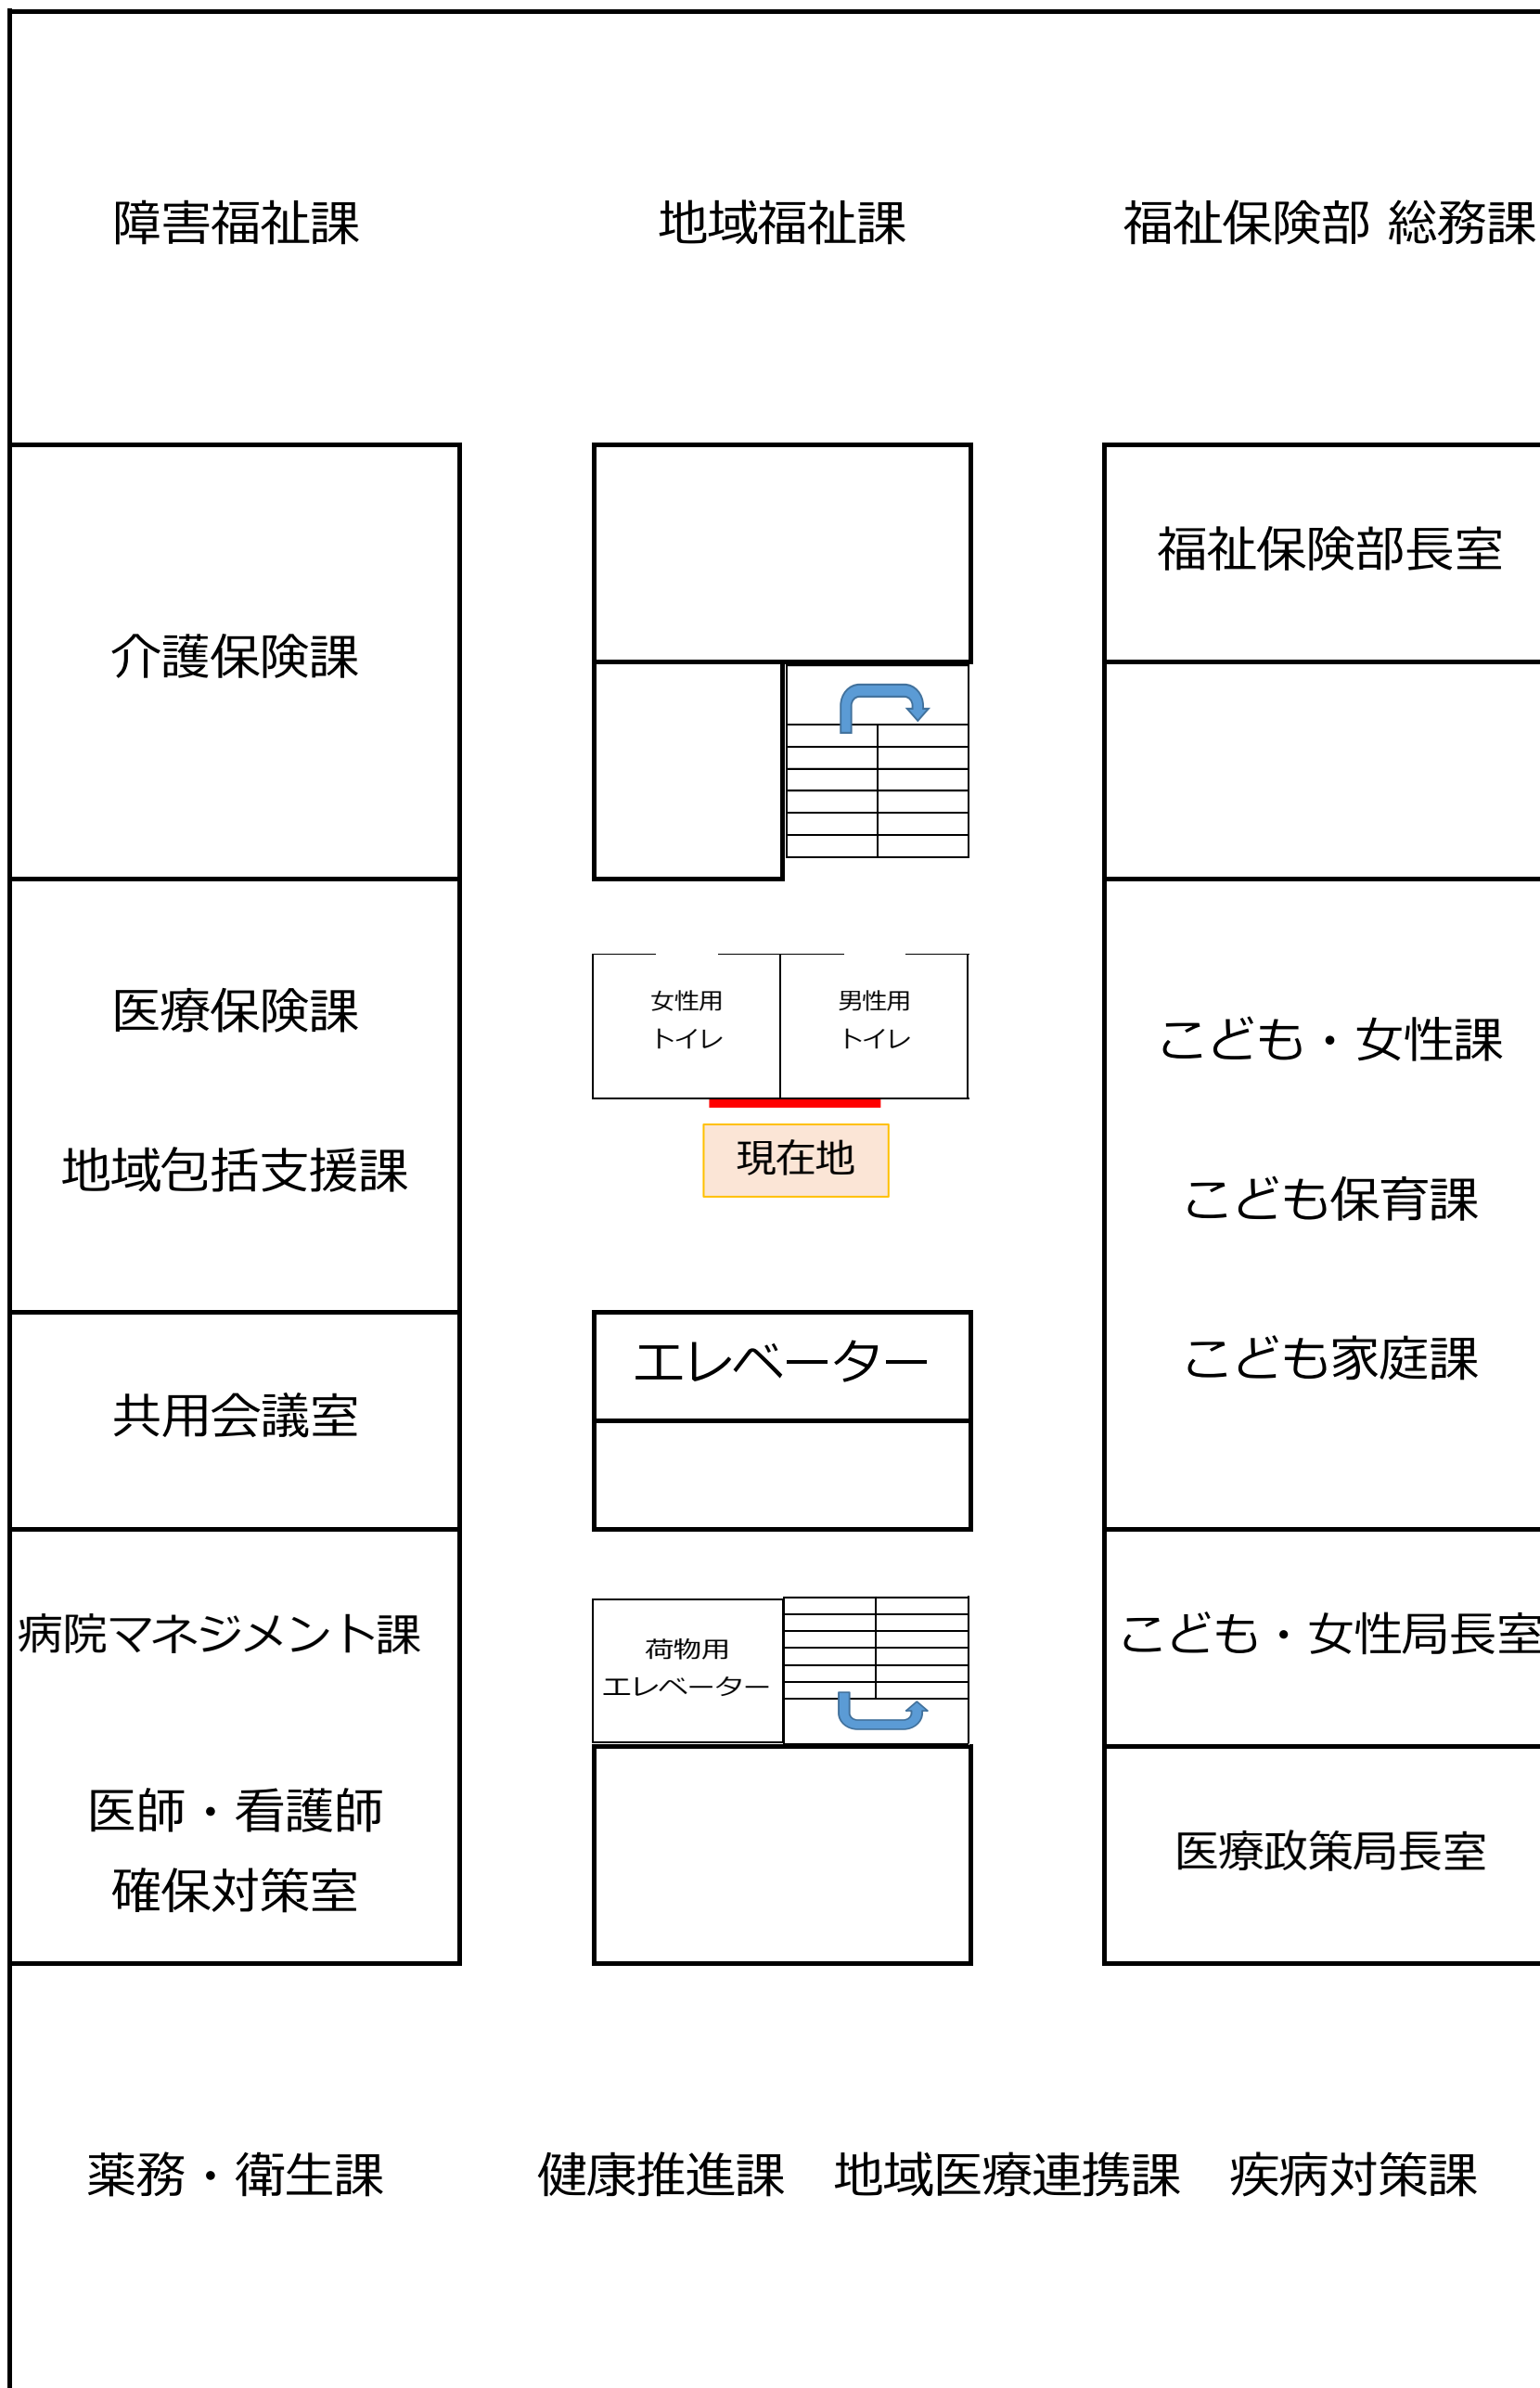 障害福祉課
地域福祉課
福祉保険部 総務課
福祉保険部長室
介護保険課
女性用
トイレ
男性用
トイレ
医療保険課
地域包括支援課
現在地
こども・女性課
こども保育課
こども家庭課
エレベーター
共用会議室
病院マネジメント課
荷物用
エレベーター
こども・女性局長室
医師・看護師
確保対策室
医療政策局長室
薬務・衛生課
健康推進課
地域医療連携課
疾病対策課